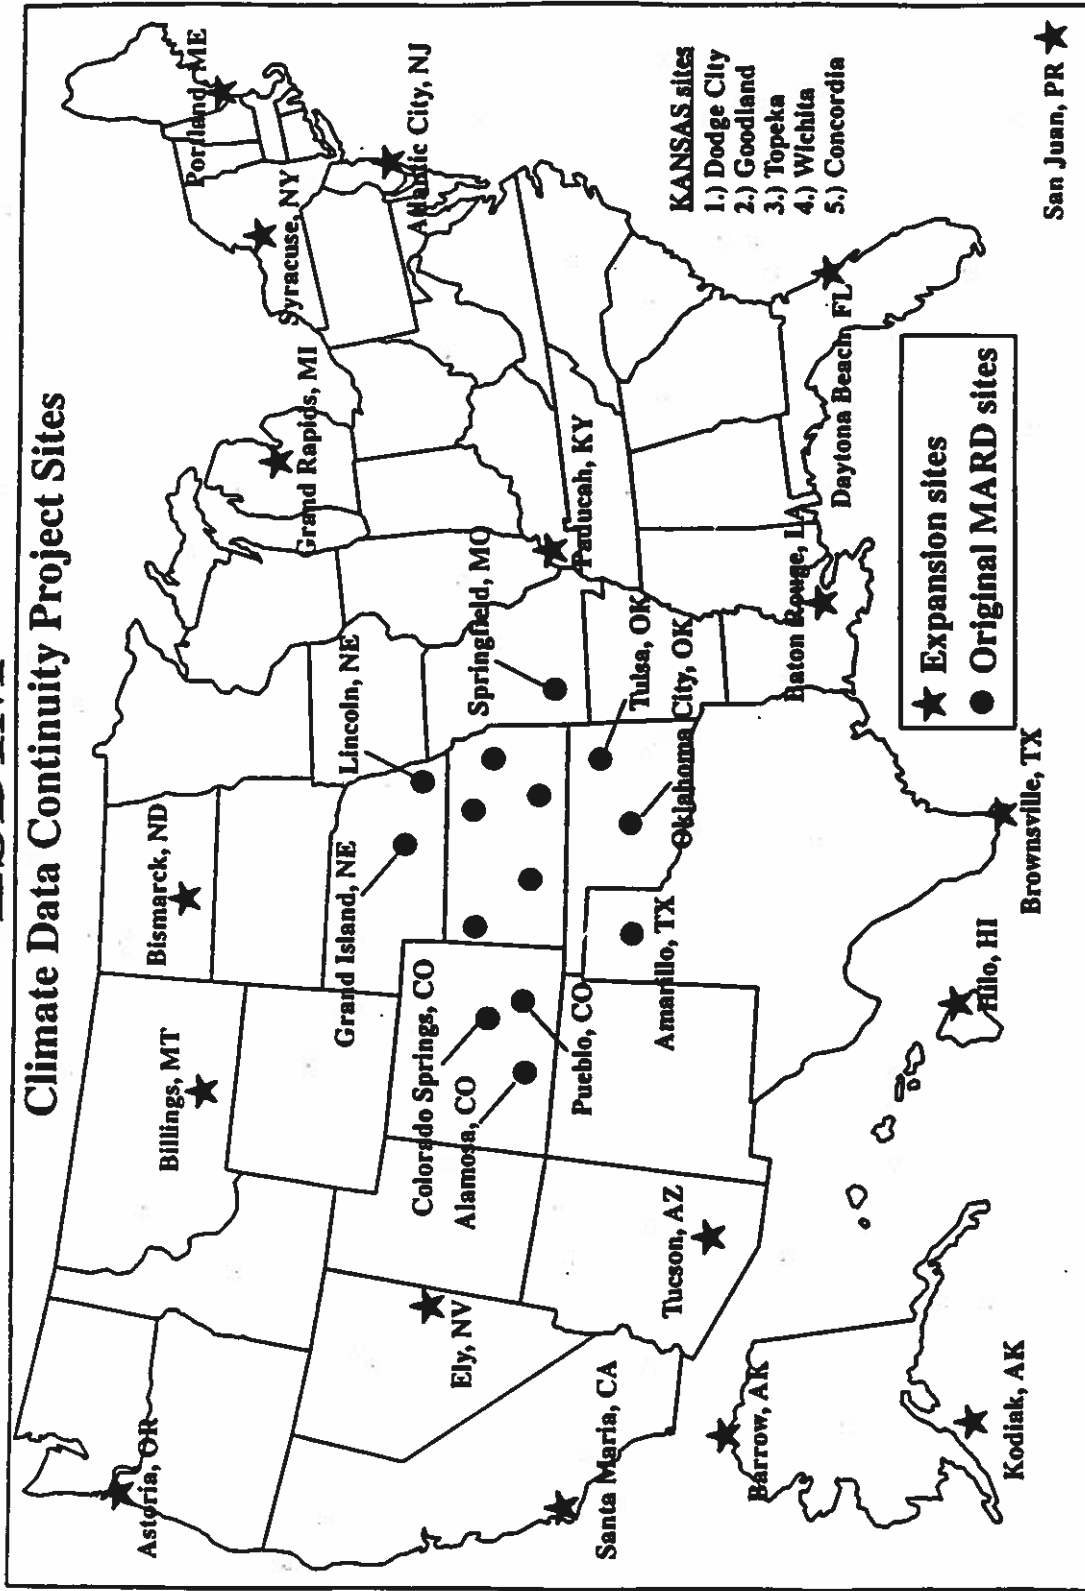 Climate Data Continuity Project Sites
Portland, ME
Syracuse, NY
Atlantic City, NJ
Grand Rapids, MI
Bismarck, ND
Billings, MT
Astoria, OR
Lincoln, NE
Grand Island, NE
Springfield, MO
Paducah, KY
Colorado Springs, CO
Alamosa, CO
Pueblo, CO
Ely, NV
Santa Maria, CA
Tucson, AZ
Amarillo, TX
Tulsa, OK
Oklahoma City, OK
Baton Rouge, LA
Daytona Beach, FL
Brownsville, TX
Hilo, HI
Barrow, AK
Kodiak, AK
San Juan, PR
KANSAS sites
1.) Dodge City
2.) Goodland
3.) Topeka
4.) Wichita
5.) Concordia
Expansion sites
Original MARD sites